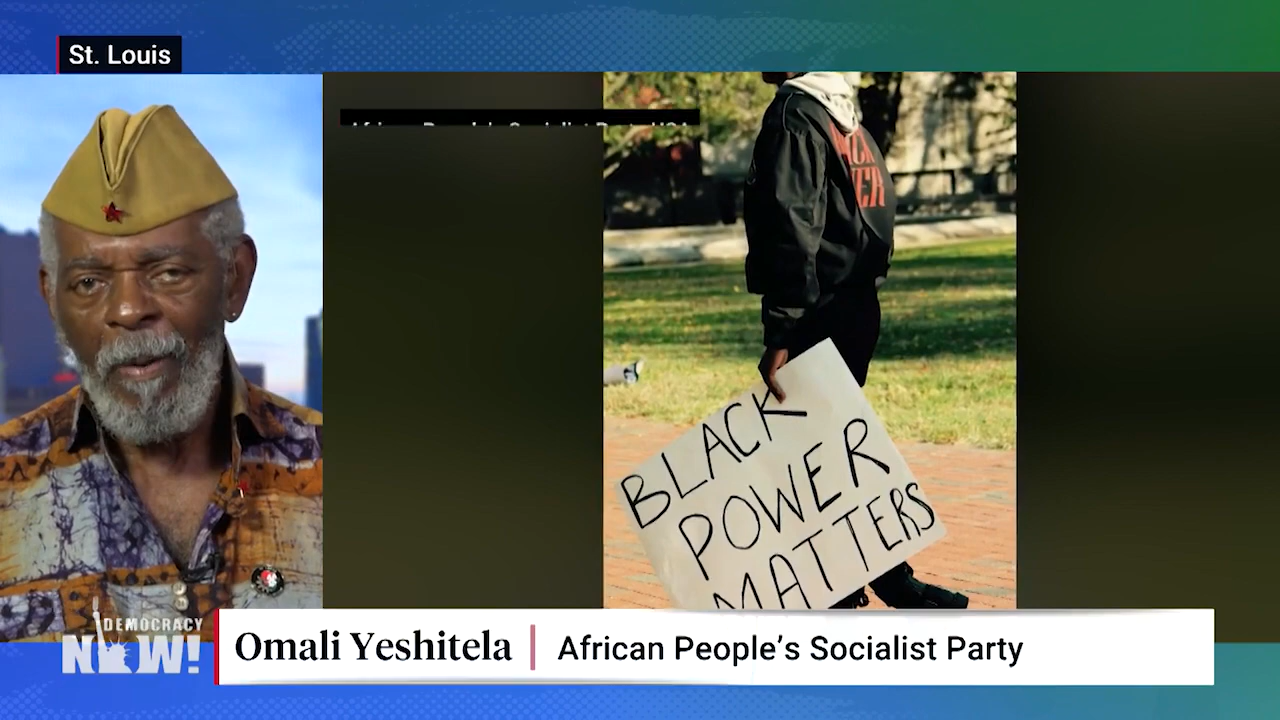 St. Louis
BLACK
POWER
MATTERS
DEMOCRACY
NOW!
Omali Yeshitela
African People's Socialist Party